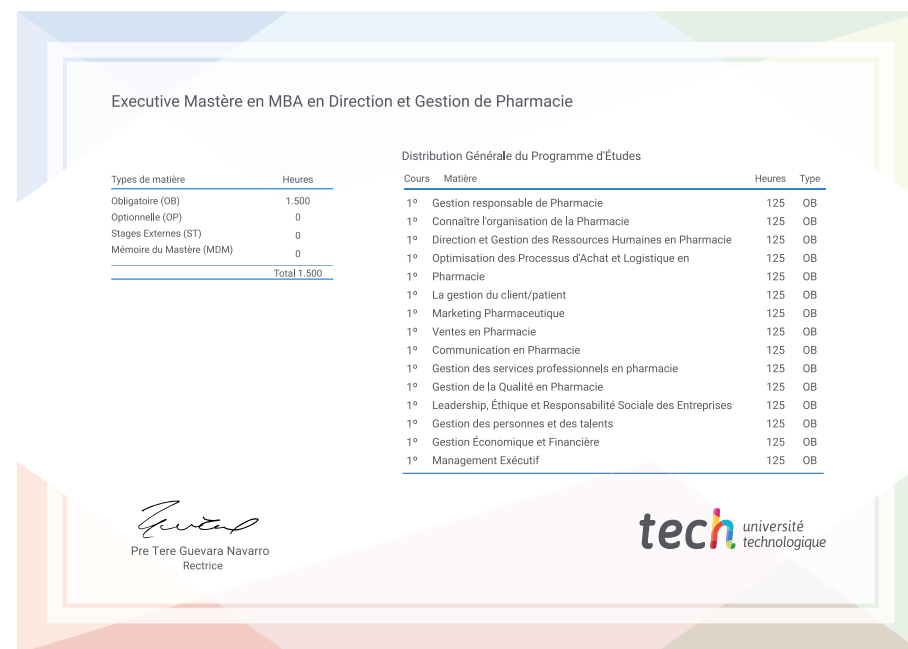 Executive Mastère en MBA en Direction et Gestion de Pharmacie
Types de matière Heures
Obligatoire (OB) 1.500
Optionnelle (OP) 0
Stages Externes (ST) 0
Mémoire du Mastère (MDM) 0
Total 1.500
Distribution Générale du Programme d'Études
Cours Matière Heures Type
1º Gestion responsable de Pharmacie 125 OB
1º Connaître l'organisation de la Pharmacie 125 OB
1º Direction et Gestion des Ressources Humaines en Pharmacie 125 OB
1º Optimisation des Processus d'Achat et Logistique en 125 OB
1º Pharmacie 125 OB
1º La gestion du client/patient 125 OB
1º Marketing Pharmaceutique 125 OB
1º Ventes en Pharmacie 125 OB
1º Communication en Pharmacie 125 OB
1º Gestion des services professionnels en pharmacie 125 OB
1º Gestion de la Qualité en Pharmacie 125 OB
1º Leadership, Éthique et Responsabilité Sociale des Entreprises 125 OB
1º Gestion des personnes et des talents 125 OB
1º Gestion Économique et Financière 125 OB
1º Management Exécutif 125 OB
Pre Tere Guevara Navarro
Rectrice
tech université
technologique